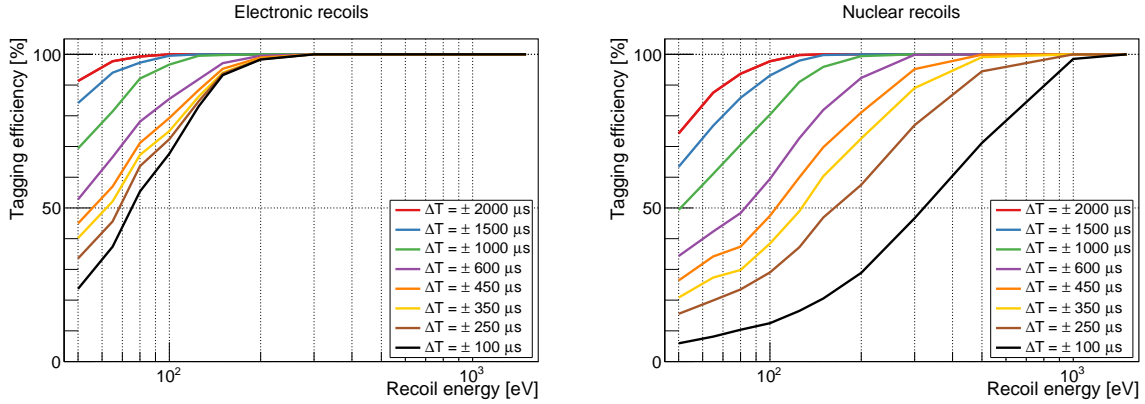 Electronic recoils
Tagging efficiency [%]
100
50
0
ΔT = ± 2000 μs
ΔT = ± 1500 μs
ΔT = ± 1000 μs
ΔT = ± 600 μs
ΔT = ± 450 μs
ΔT = ± 350 μs
ΔT = ± 250 μs
ΔT = ± 100 μs
10²
10³
Recoil energy [eV]
Nuclear recoils
Tagging efficiency [%]
100
50
0
ΔT = ± 2000 μs
ΔT = ± 1500 μs
ΔT = ± 1000 μs
ΔT = ± 600 μs
ΔT = ± 450 μs
ΔT = ± 350 μs
ΔT = ± 250 μs
ΔT = ± 100 μs
10²
10³
Recoil energy [eV]